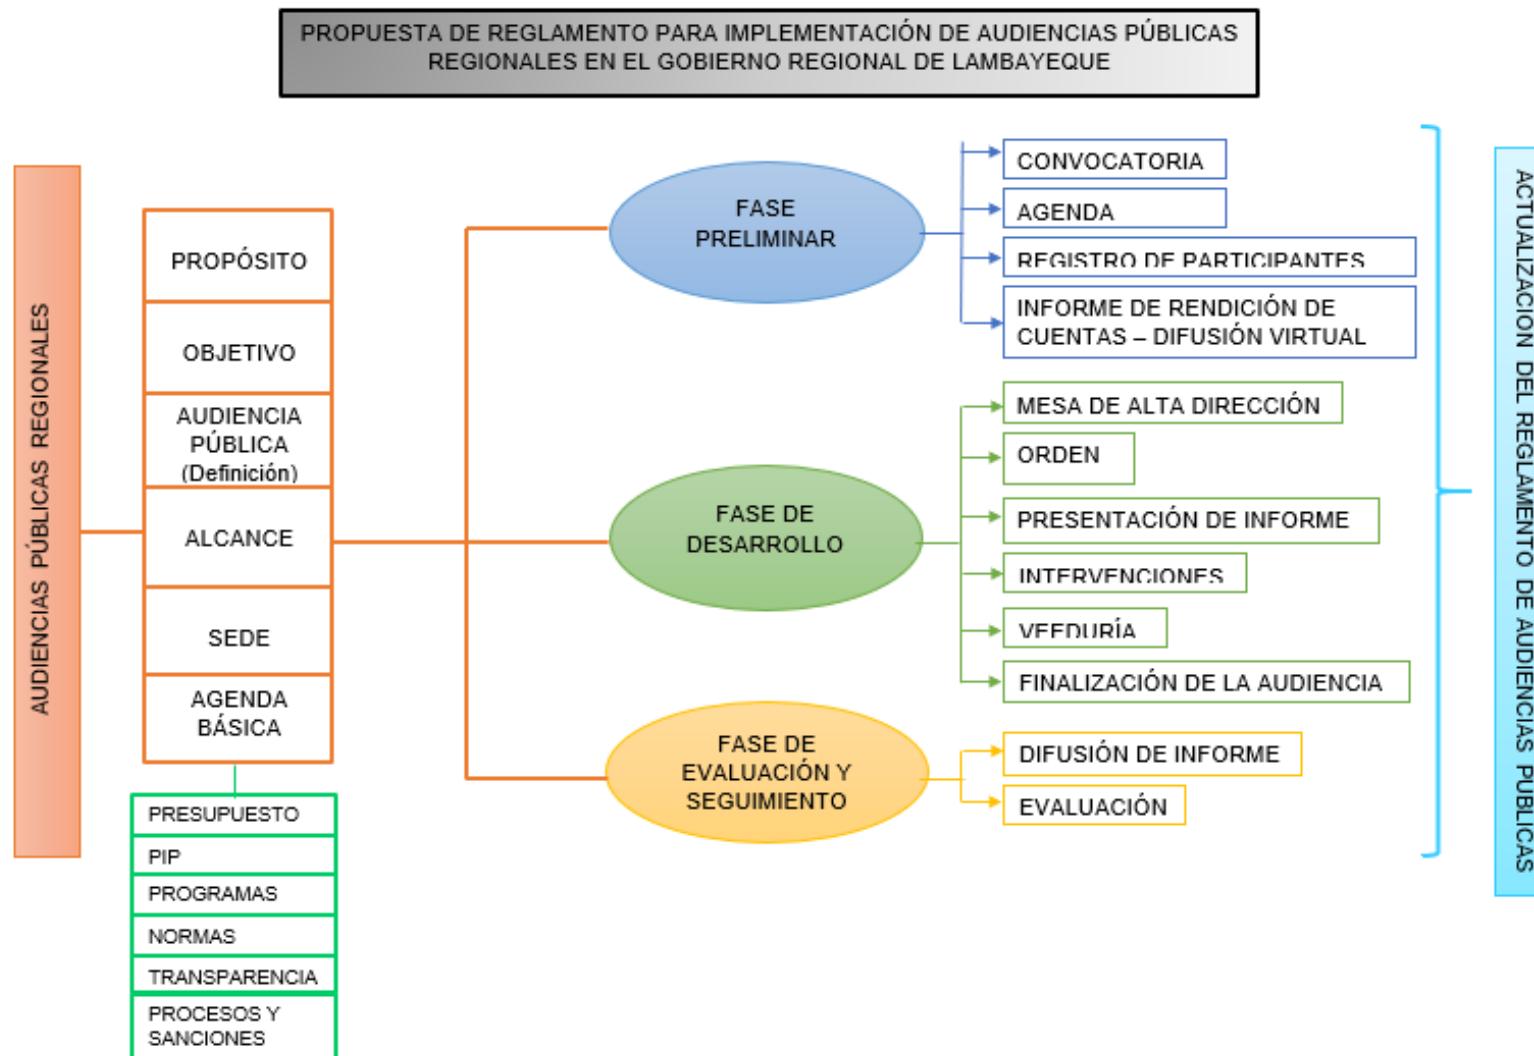 PROPUESTA DE REGLAMENTO PARA IMPLEMENTACIÓN DE AUDIENCIAS PÚBLICAS
REGIONALES EN EL GOBIERNO REGIONAL DE LAMBAYEQUE
AUDIENCIAS PÚBLICAS REGIONALES
PROPÓSITO
OBJETIVO
AUDIENCIA
PÚBLICA
(Definición)
ALCANCE
SEDE
AGENDA
BÁSICA
PRESUPUESTO
PIP
PROGRAMAS
NORMAS
TRANSPARENCIA
PROCESOS Y
SANCIONES
FASE
PRELIMINAR
CONVOCATORIA
AGENDA
REGISTRO DE PARTICIPANTES
INFORME DE RENDICIÓN DE
CUENTAS – DIFUSIÓN VIRTUAL
FASE DE
DESARROLLO
MESA DE ALTA DIRECCIÓN
ORDEN
PRESENTACIÓN DE INFORME
INTERVENCIONES
VEEDURÍA
FINALIZACIÓN DE LA AUDIENCIA
FASE DE
EVALUACIÓN Y
SEGUIMIENTO
DIFUSIÓN DE INFORME
EVALUACIÓN
ACTUALIZACION DEL REGLAMENTO DE AUDIENCIAS PUBLICAS